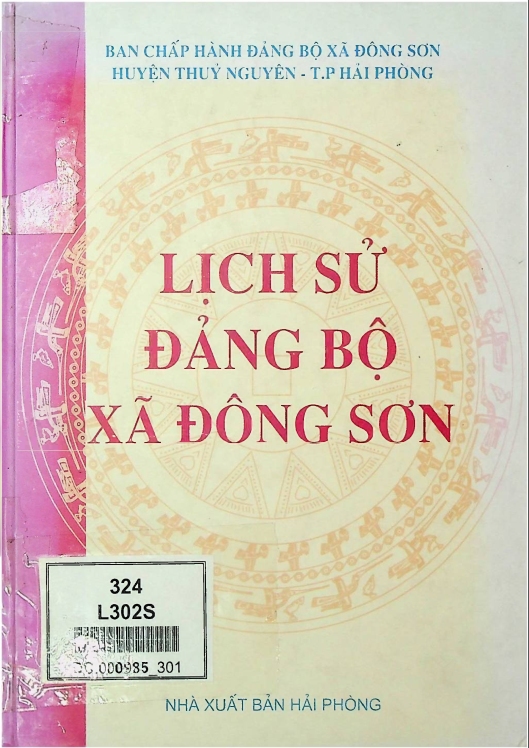 BAN CHẤP HÀNH ĐẢNG BỘ XÃ ĐÔNG SƠN
HUYỆN THUỶ NGUYÊN - T.P HẢI PHÒNG
LỊCH SỬ
ĐẢNG BỘ
XÃ ĐÔNG SƠN
324
L302S
000985_301
NHÀ XUẤT BẢN HẢI PHÒNG